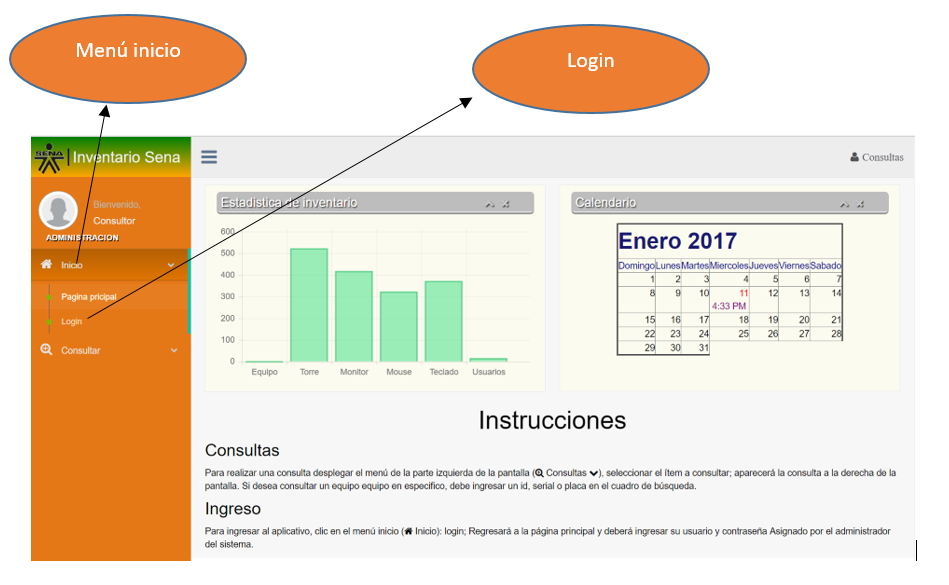 Menú inicio
Login
SENA
Inventario Sena
Consultas
Bienvenido,
Consultor
ADMINISTRACION
Inicio
Pagina pricipal
Login
Consultar
Estadistica de inventario
600
500
400
300
200
100
0
Equipo Torre Monitor Mouse Teclado Usuarios
Calendario
Enero 2017
Domingo Lunes Martes Miercoles Jueves Viernes Sabado
1 2 3 4 5 6 7
8 9 10 11 12 13 14
4:33 PM
15 16 17 18 19 20 21
22 23 24 25 26 27 28
29 30 31
Instrucciones
Consultas
Para realizar una consulta desplegar el menú de la parte izquierda de la pantalla ( Consultas ), seleccionar el ítem a consultar; aparecerá la consulta a la derecha de la
pantalla. Si desea consultar un equipo equipo en especifico, debe ingresar un id, serial o placa en el cuadro de búsqueda.
Ingreso
Para ingresar al aplicativo, clic en el menú inicio ( Inicio): login; Regresará a la página principal y deberá ingresar su usuario y contraseña Asignado por el administrador
del sistema.